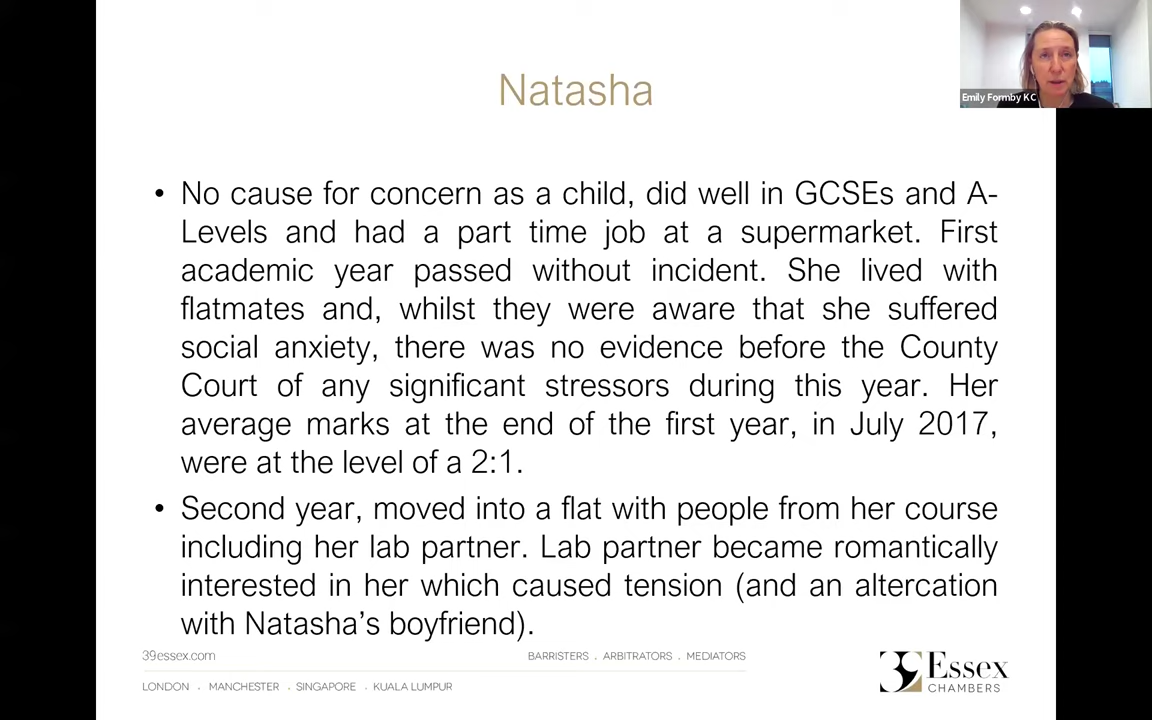 Emily Formby KC
Natasha
• No cause for concern as a child, did well in GCSEs and A-
Levels and had a part time job at a supermarket. First
academic year passed without incident. She lived with
flatmates and, whilst they were aware that she suffered
social anxiety, there was no evidence before the County
Court of any significant stressors during this year. Her
average marks at the end of the first year, in July 2017,
were at the level of a 2:1.
• Second year, moved into a flat with people from her course
including her lab partner. Lab partner became romantically
interested in her which caused tension (and an altercation
with Natasha's boyfriend).
39essex.com
BARRISTERS . ARBITRATORS . MEDIATORS
LONDON . MANCHESTER . SINGAPORE . KUALA LUMPUR
39 Essex
CHAMBERS